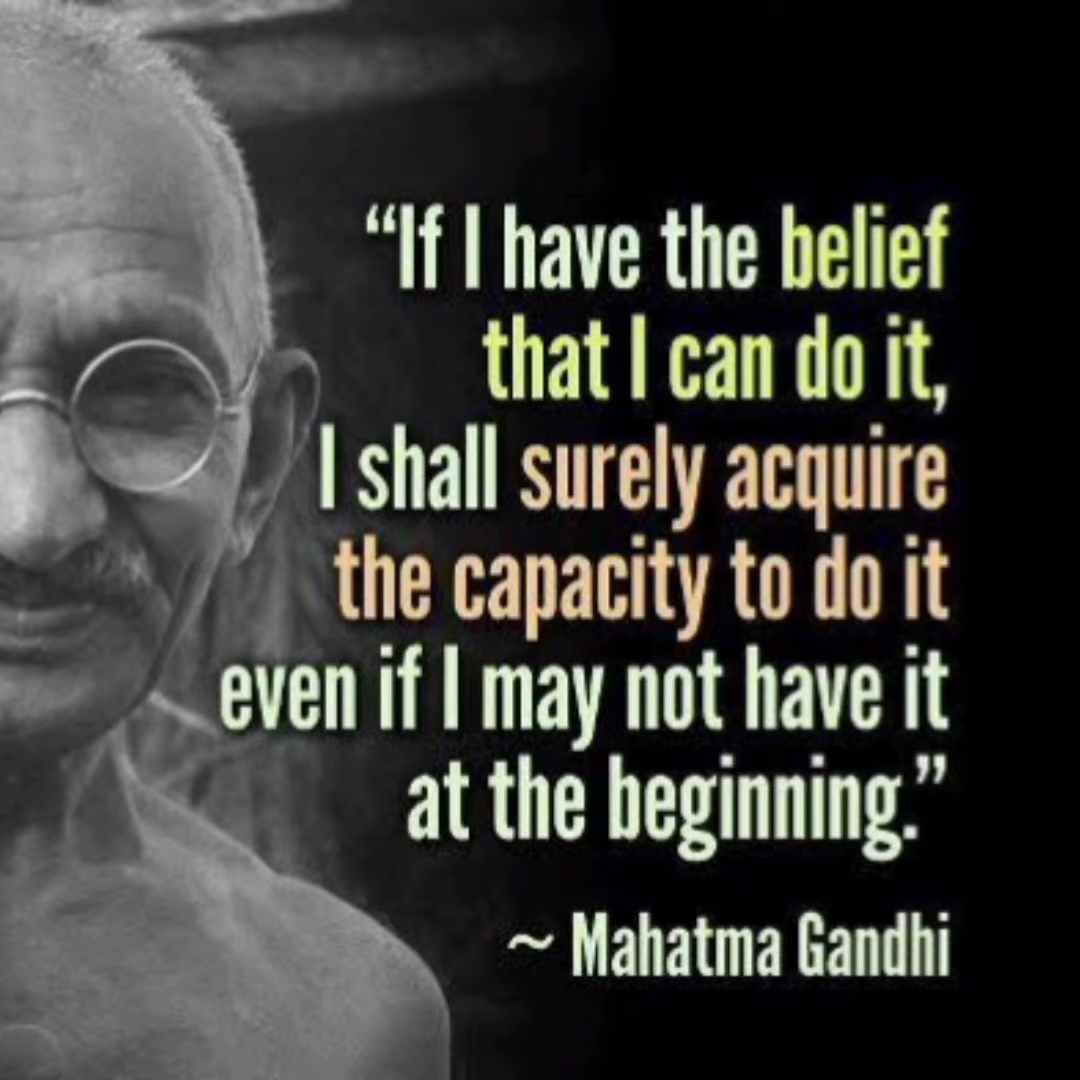 “If I have the belief
that I can do it,
I shall surely acquire
the capacity to do it
even if I may not have it
at the beginning.”
~ Mahatma Gandhi